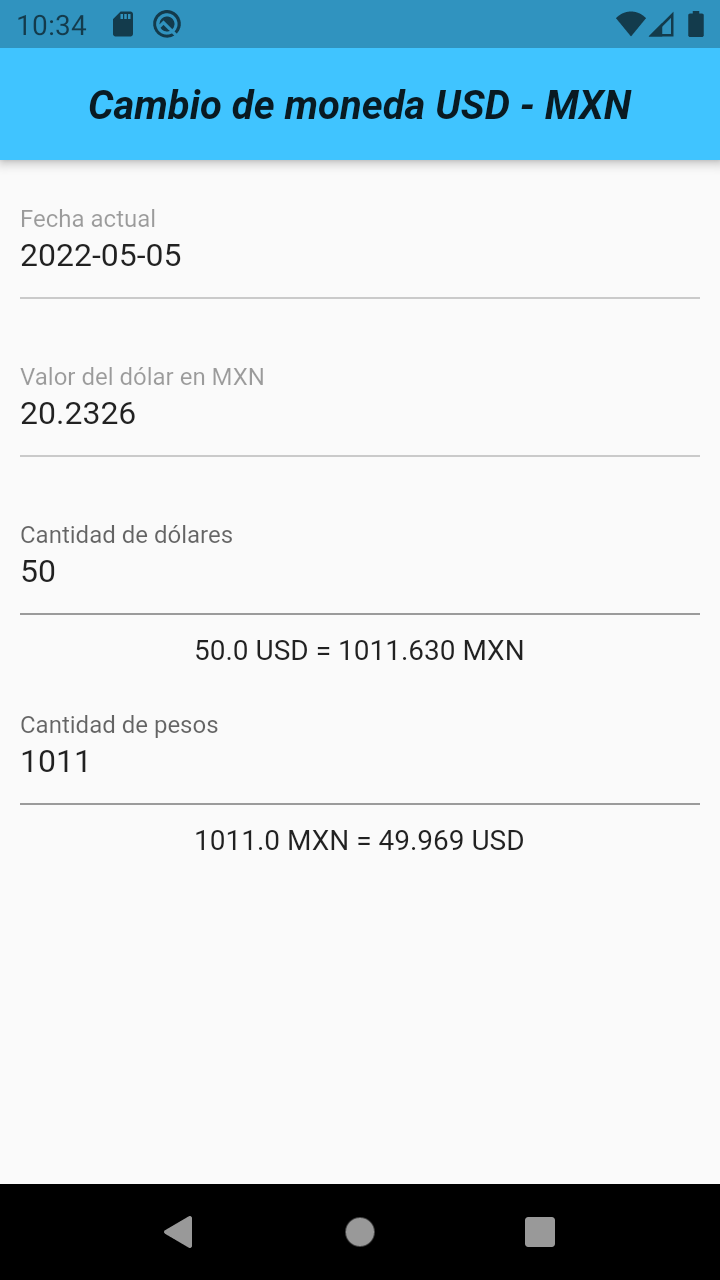 10:34
Cambio de moneda USD - MXN
Fecha actual
2022-05-05
Valor del dólar en MXN
20.2326
Cantidad de dólares
50
50.0 USD = 1011.630 MXN
Cantidad de pesos
1011
1011.0 MXN = 49.969 USD